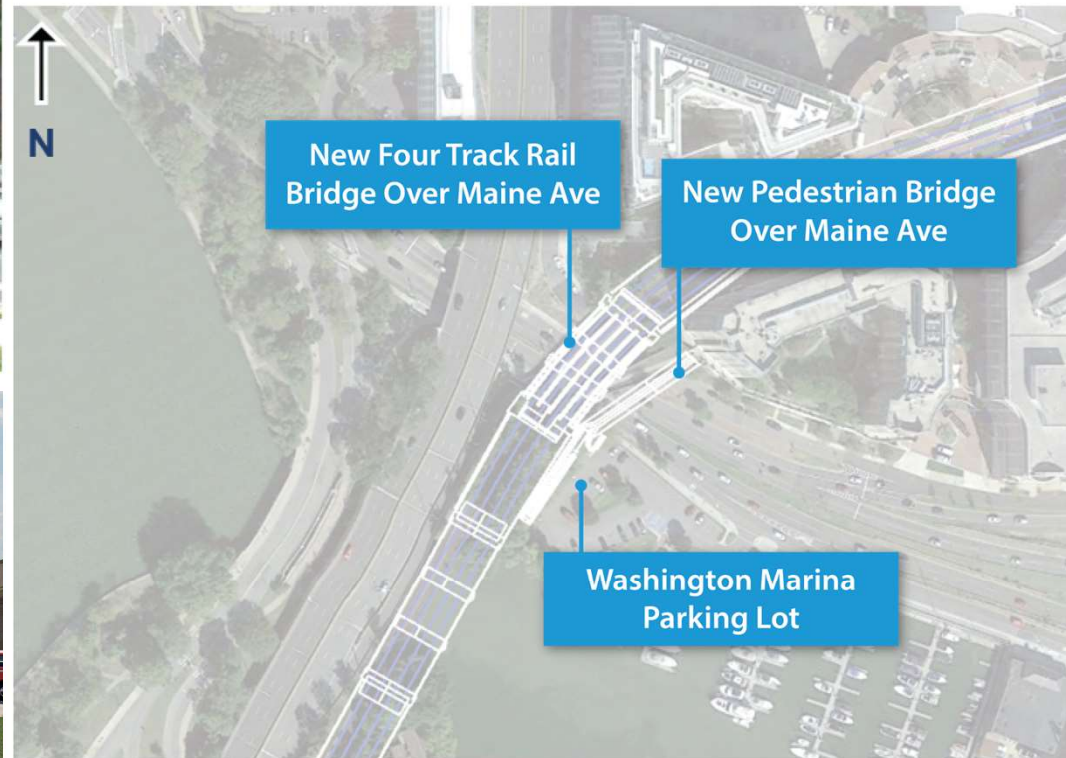 N
New Four Track Rail
Bridge Over Maine Ave
New Pedestrian Bridge
Over Maine Ave
Washington Marina
Parking Lot